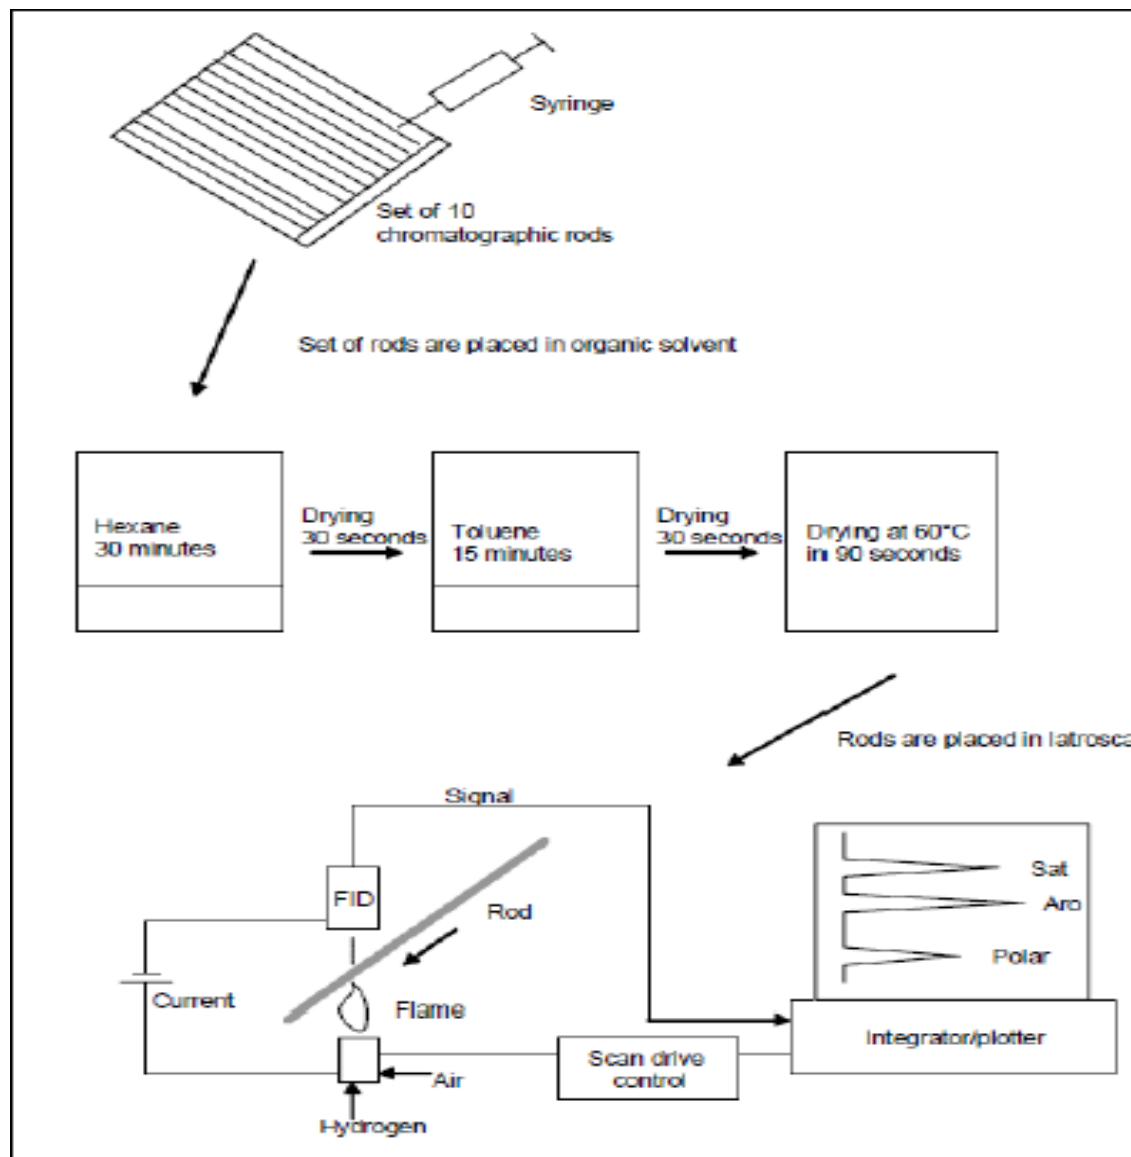 Syringe
Set of 10
chromatographic rods
Set of rods are placed in organic solvent
Hexane
30 minutes
Drying
30 seconds
Toluene
15 minutes
Drying
30 seconds
Drying at 60°C
in 90 seconds
Rods are placed in Iatrosca
Signal
FID
Rod
Current
Flame
Air
Hydrogen
Scan drive
control
Sat
Aro
Polar
Integrator/plotter